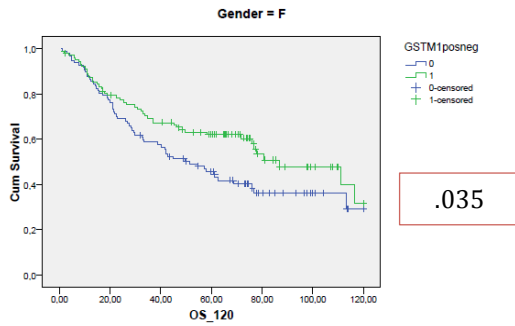 Gender = F
GSTM1posneg
0
1
0-censored
1-censored
Cum Survival
1,0
0,8
0,6
0,4
0,2
0,0
0,00 20,00 40,00 60,00 80,00 100,00 120,00
OS_120
.035